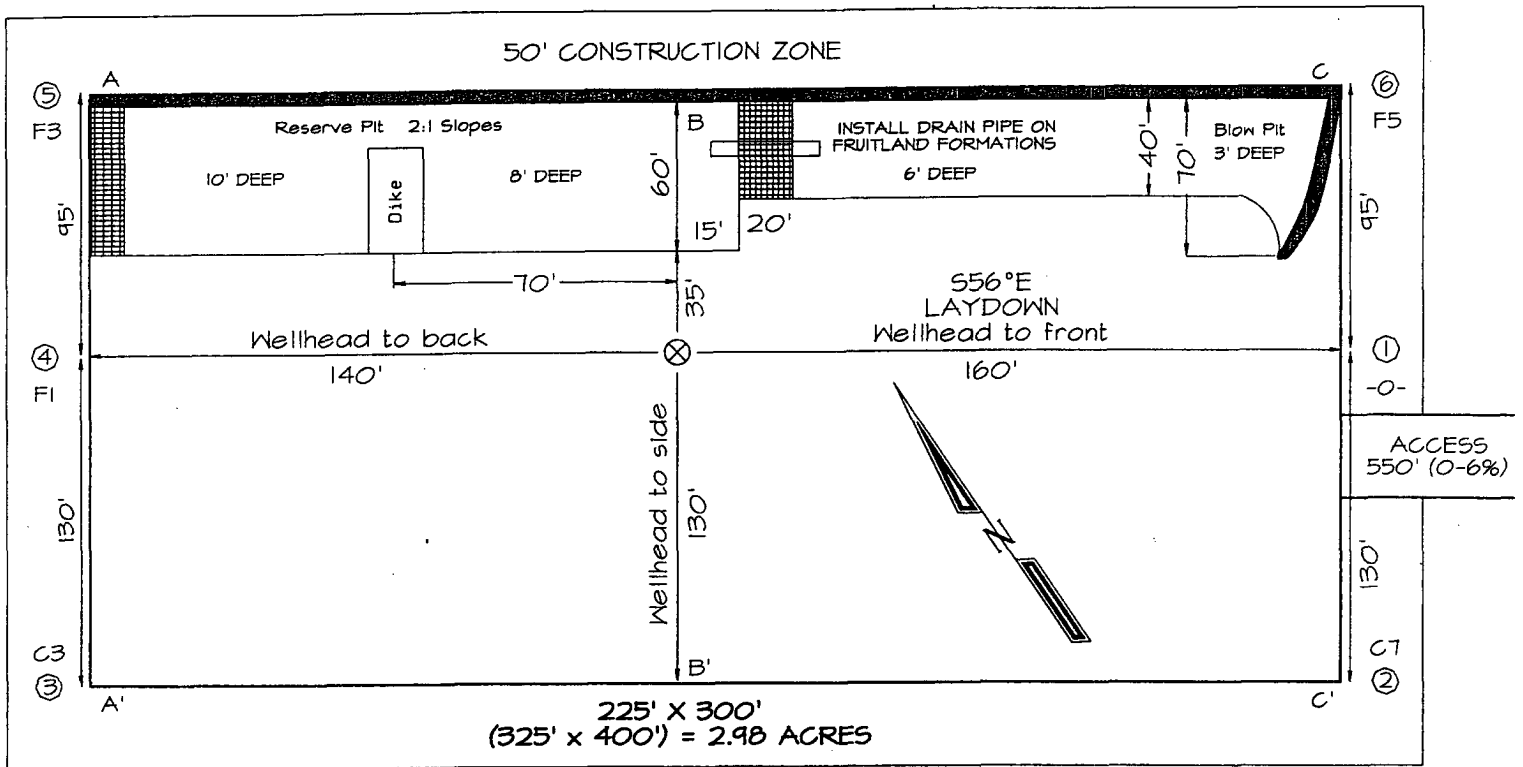 50' CONSTRUCTION ZONE
A
C
5
6
F3
F5
Reserve Pit 2:1 Slopes
B
INSTALL DRAIN PIPE ON
FRUITLAND FORMATIONS
Blow Pit
3' DEEP
10' DEEP
Dike
8' DEEP
60'
6' DEEP
40'
70'
95'
95'
15'
20'
70'
35'
S56°E
LAYDOWN
Wellhead to back
Wellhead to front
4
1
140'
160'
F1
-0-
ACCESS
550' (0-6%)
Wellhead to side
130'
130'
N
130'
C3
C7
3
2
A'
B'
C'
225' X 300'
(325' x 400') = 2.98 ACRES